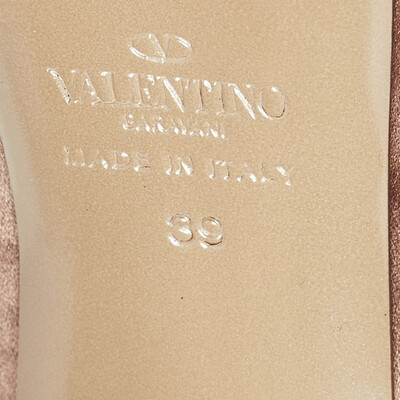 V
VALENTINO
GARAVANI
MADE IN ITALY
39